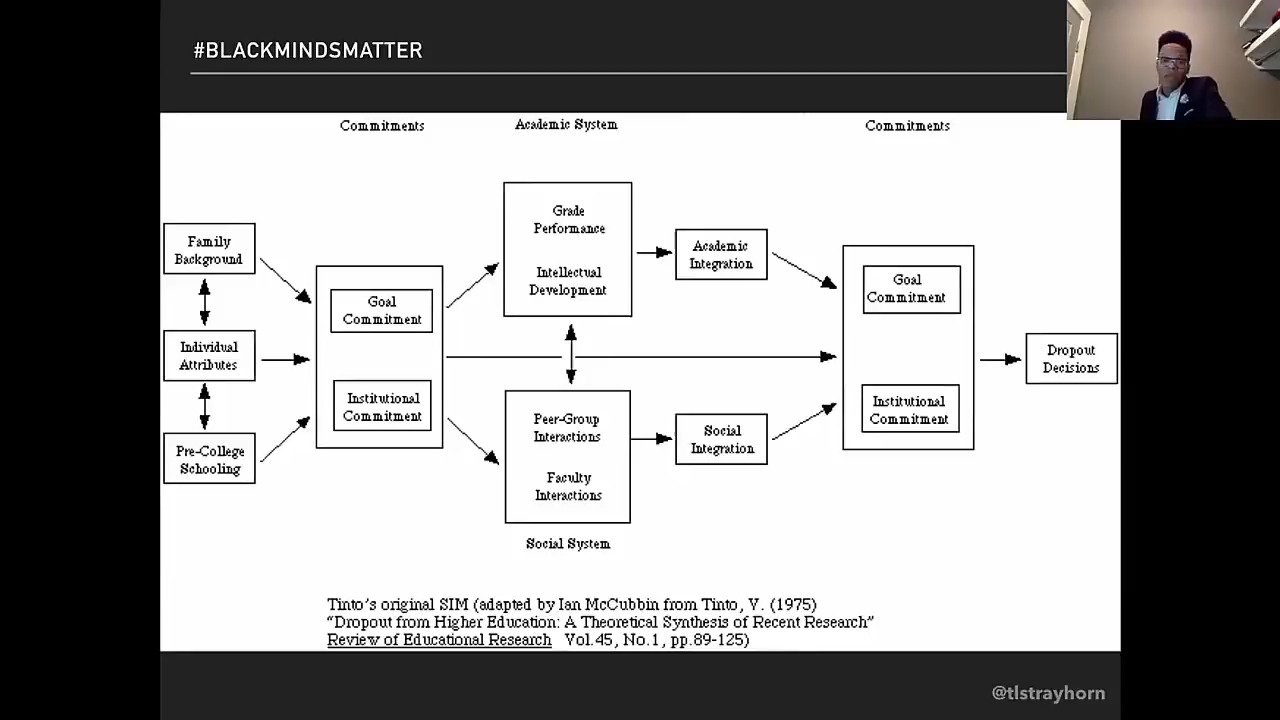 #BLACKMINDSMATTER
Commitments
Academic System
Commitments
Family
Background
Individual
Attributes
Pre-College
Schooling
Goal
Commitment
Institutional
Commitment
Grade
Performance
Intellectual
Development
Peer-Group
Interactions
Faculty
Interactions
Social System
Academic
Integration
Social
Integration
Goal
Commitment
Institutional
Commitment
Dropout
Decisions
Tinto's original SIM (adapted by Ian McCubbin from Tinto, V. (1975)
“Dropout from Higher Education: A Theoretical Synthesis of Recent Research”
Review of Educational Research Vol.45, No.1, pp.89-125)
@tlstrayhorn